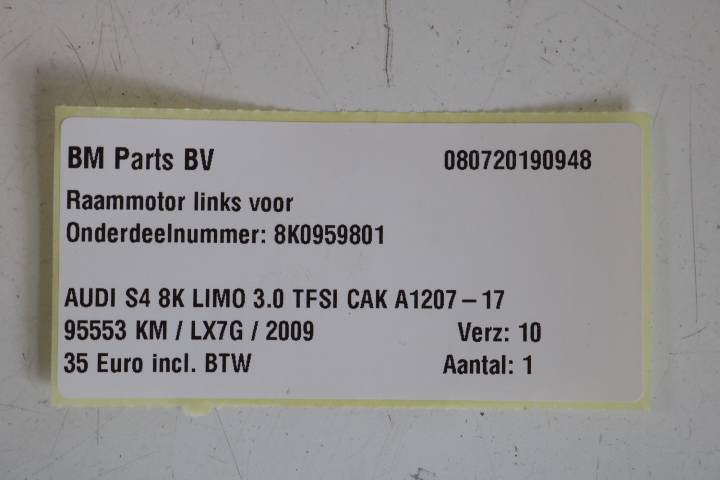 BM Parts BV 080720190948
Raammotor links voor
Onderdeelnummer: 8K0959801
AUDI S4 8K LIMO 3.0 TFSI CAK A1207-17
95553 KM / LX7G / 2009 Verz: 10
35 Euro incl. BTW Aantal: 1